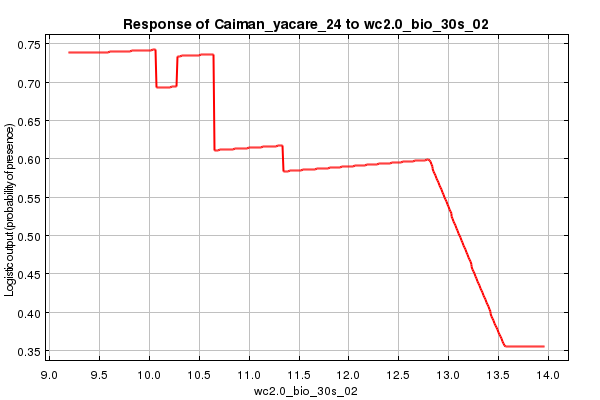 Response of Caiman_yacare_24 to wc2.0_bio_30s_02
Logistic output (probability of presence)
0.75
0.70
0.65
0.60
0.55
0.50
0.45
0.40
0.35
9.0 9.5 10.0 10.5 11.0 11.5 12.0 12.5 13.0 13.5 14.0
wc2.0_bio_30s_02